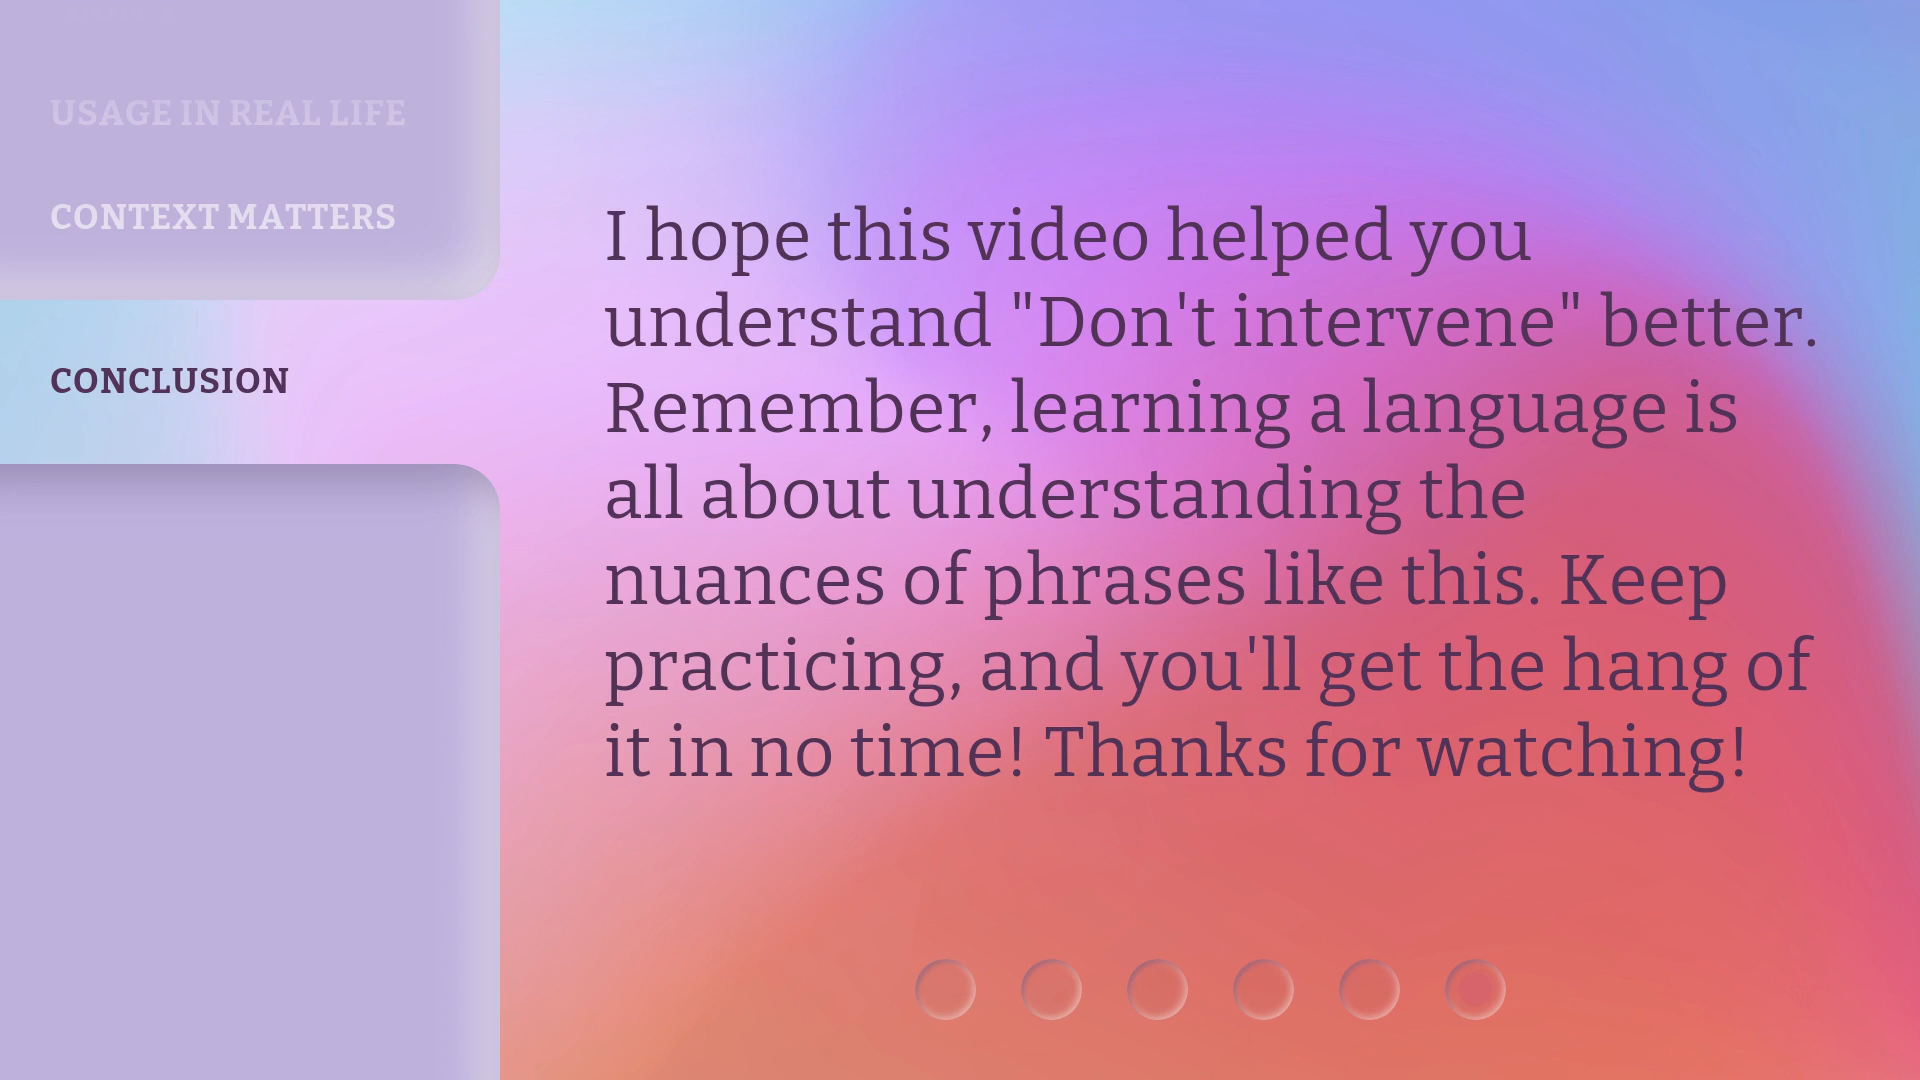 USAGE IN REAL LIFE
CONTEXT MATTERS
CONCLUSION
I hope this video helped you
understand "Don't intervene" better.
Remember, learning a language is
all about understanding the
nuances of phrases like this. Keep
practicing, and you'll get the hang of
it in no time! Thanks for watching!